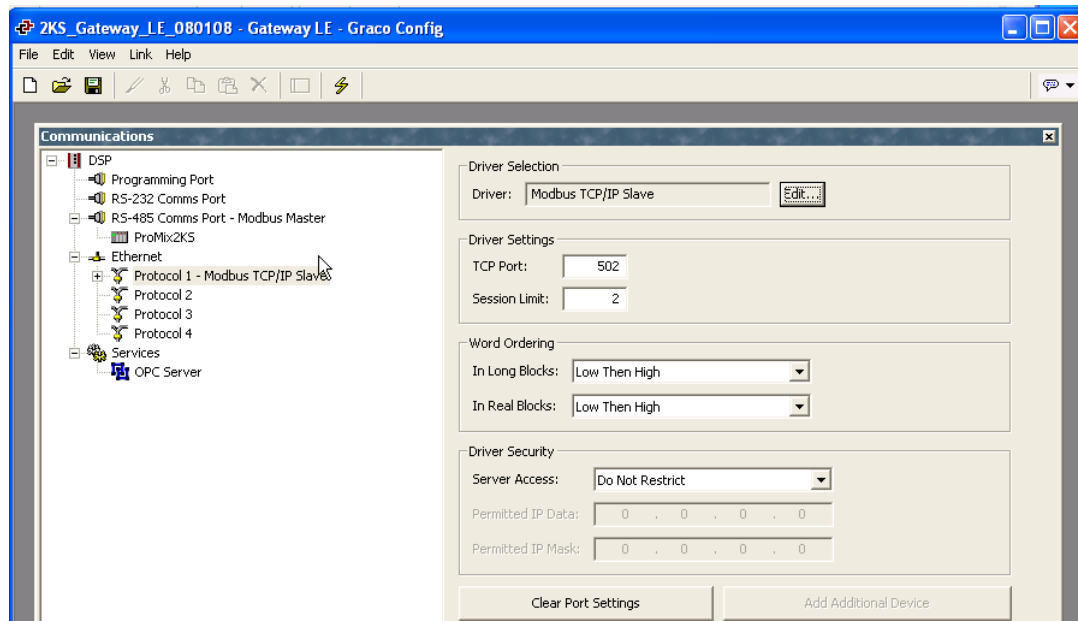 2KS_Gateway_LE_080108 - Gateway LE - Graco Config
File Edit View Link Help
Communications
DSP
Programming Port
RS-232 Comms Port
RS-485 Comms Port - Modbus Master
ProMix2KS
Ethernet
Protocol 1 - Modbus TCP/IP Slave
Protocol 2
Protocol 3
Protocol 4
Services
OPC Server
Driver Selection
Driver: Modbus TCP/IP Slave Edit...
Driver Settings
TCP Port: 502
Session Limit: 2
Word Ordering
In Long Blocks: Low Then High
In Real Blocks: Low Then High
Driver Security
Server Access: Do Not Restrict
Permitted IP Data: 0 . 0 . 0 . 0
Permitted IP Mask: 0 . 0 . 0 . 0
Clear Port Settings Add Additional Device